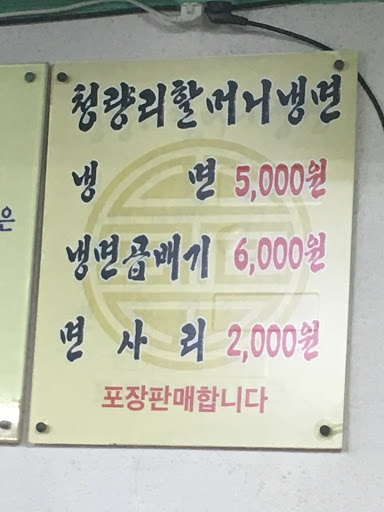 청량리할머니냉면
냉 면 5,000원
냉면곱배기 6,000원
면 사 리 2,000원
포장판매합니다
은